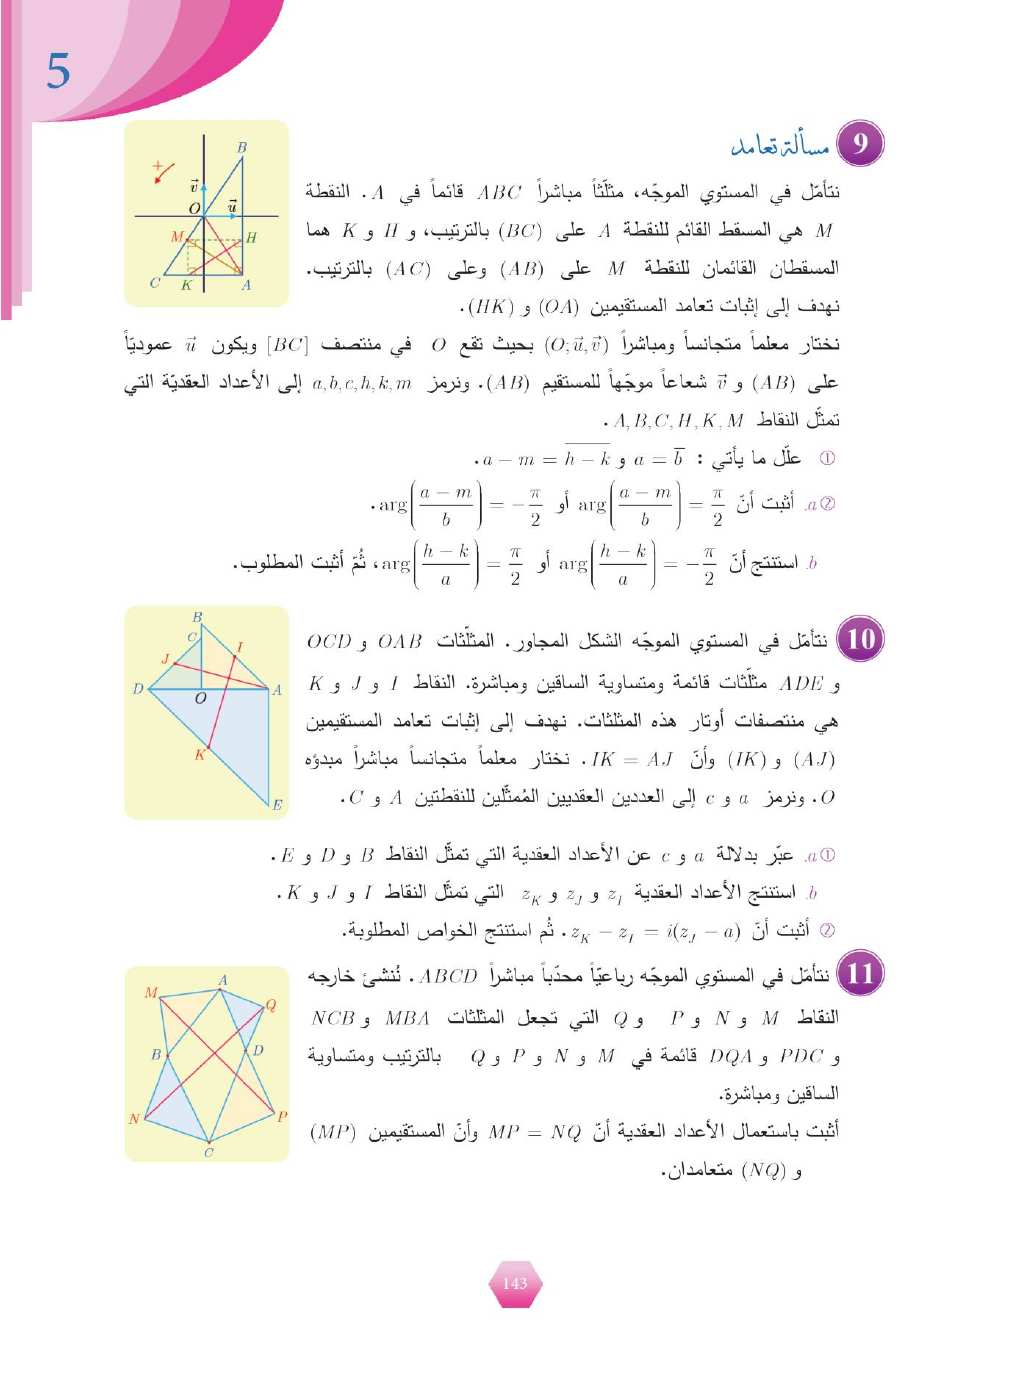 5
9 مسألة تعامد
نتأمّل في المستوي الموجّه، مثلّثاً مباشراً ABC قائماً في A. النقطة
M هي المسقط القائم للنقطة A على (BC) بالترتيب، و H و K هما
المسقطان القائمان للنقطة M على (AB) وعلى (AC) بالترتيب.
نهدف إلى إثبات تعامد المستقيمين (OA) و (HK).
نختار معلماً متجانساً ومباشراً (O;u⃗,v⃗) بحيث تقع O في منتصف [BC] ويكون u⃗ عموديّاً
على (AB) و v⃗ شعاعاً موجّهاً للمستقيم (AB). ونرمز a,b,c,h,k,m إلى الأعداد العقديّة التي
تمثّل النقاط A,B,C,H,K,M.
① علّل ما يأتي : a = b̅ و a − m = \overline{h − k}.
② a. أثبت أنّ arg((a − m)/b) = π/2 أو arg((a − m)/b) = −π/2.
b. استنتج أنّ arg((h − k)/a) = −π/2 أو arg((h − k)/a) = π/2، ثُمّ أثبت المطلوب.
B
+
v⃗
O
u⃗
M
H
C
K
A
10 نتأمّل في المستوي الموجّه الشكل المجاور. المثلّثات OAB و OCD
و ADE مثلّثات قائمة ومتساوية الساقين ومباشرة. النقاط I و J و K
هي منتصفات أوتار هذه المثلثات. نهدف إلى إثبات تعامد المستقيمين
(AJ) و (IK) وأنّ IK = AJ. نختار معلماً متجانساً مباشراً مبدؤه
O. ونرمز a و c إلى العددين العقديين المُمثّلين للنقطتين A و C.
① a. عبّر بدلالة a و c عن الأعداد العقدية التي تمثّل النقاط B و D و E.
b. استنتج الأعداد العقدية z_I و z_J و z_K التي تمثّل النقاط I و J و K.
② أثبت أنّ z_K − z_I = i(z_J − a). ثُم استنتج الخواص المطلوبة.
B
C
J
I
D
O
A
K
E
11 نتأمّل في المستوي الموجّه رباعيّاً محدّباً مباشراً ABCD. نُنشئ خارجه
النقاط M و N و P و Q التي تجعل المثلثات MBA و NCB
و PDC و DQA قائمة في M و N و P و Q بالترتيب ومتساوية
الساقين ومباشرة.
أثبت باستعمال الأعداد العقدية أنّ MP = NQ وأنّ المستقيمين (MP)
و (NQ) متعامدان.
A
M
Q
B
D
N
P
C
143